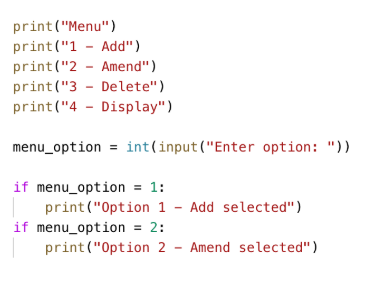 print("Menu")
print("1 – Add")
print("2 – Amend")
print("3 – Delete")
print("4 – Display")
menu_option = int(input("Enter option: "))
if menu_option = 1:
    print("Option 1 – Add selected")
if menu_option = 2:
    print("Option 2 – Amend selected")